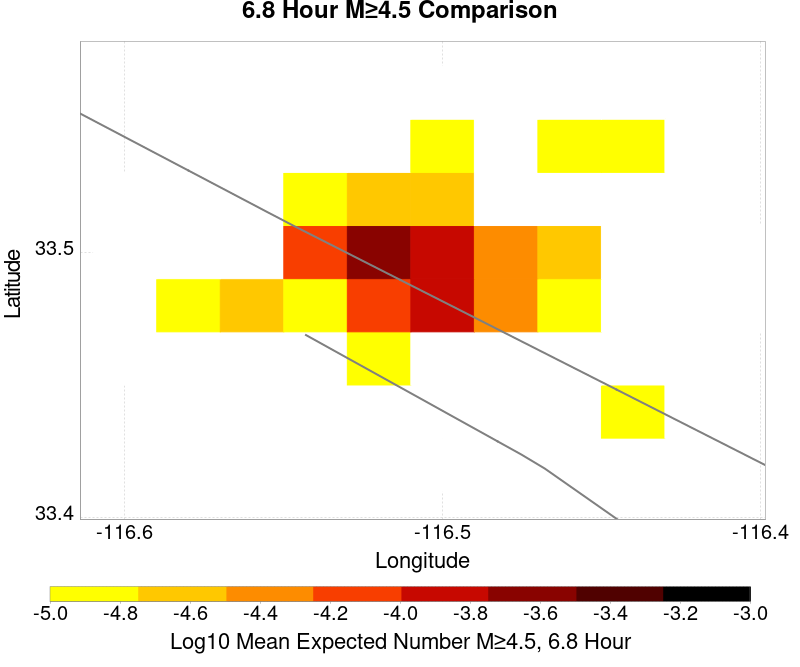 6.8 Hour M≥4.5 Comparison
Latitude
33.5
33.4
-116.6 -116.5 -116.4
Longitude
-5.0 -4.8 -4.6 -4.4 -4.2 -4.0 -3.8 -3.6 -3.4 -3.2 -3.0
Log10 Mean Expected Number M≥4.5, 6.8 Hour